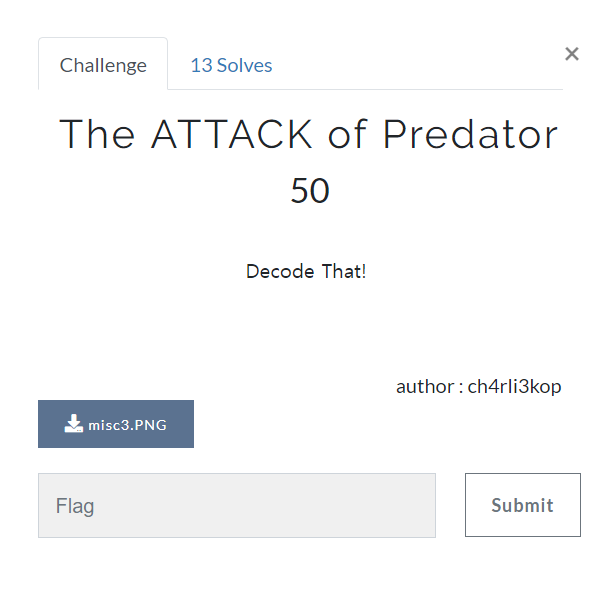 Challenge
13 Solves
×
The ATTACK of Predator
50
Decode That!
author : ch4rli3kop
misc3.PNG
Flag
Submit